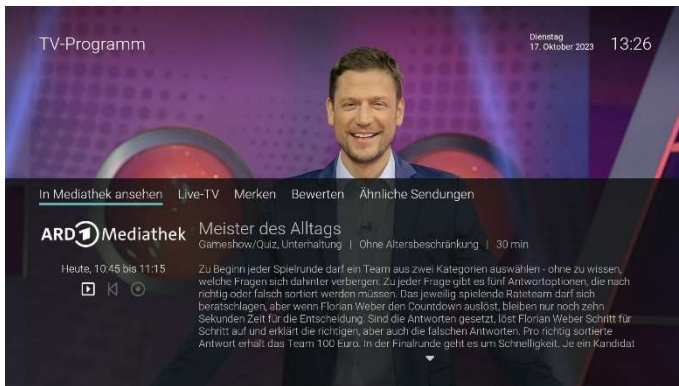 TV-Programm
Dienstag
17. Oktober 2023
13:26
In Mediathek ansehen Live-TV Merken Bewerten Ähnliche Sendungen
ARD 1 Mediathek
Meister des Alltags
Gameshow/Quiz, Unterhaltung | Ohne Altersbeschränkung | 30 min
Heute, 10:45 bis 11:15
Zu Beginn jeder Spielrunde darf ein Team aus zwei Kategorien auswählen - ohne zu wissen,
welche Fragen sich dahinter verbergen. Zu jeder Frage gibt es fünf Antwortoptionen, die nach
richtig oder falsch sortiert werden müssen. Das jeweilig spielende Rateteam darf sich
beratschlagen, aber wenn Florian Weber den Countdown auslöst, bleiben nur noch zehn
Sekunden Zeit für die Entscheidung. Sind die Antworten gesetzt, löst Florian Weber Schritt für
Schritt auf und erklärt die richtigen, aber auch die falschen Antworten. Pro richtig sortierte
Antwort erhält das Team 100 Euro. In der Finalrunde geht es um Schnelligkeit. Je ein Kandidat